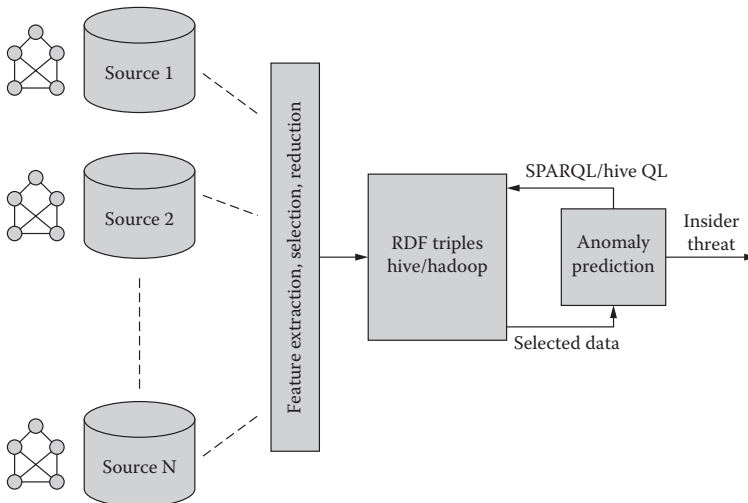 Source 1
Source 2
Source N
Feature extraction, selection, reduction
RDF triples
hive/hadoop
SPARQL/hive QL
Selected data
Anomaly
prediction
Insider
threat